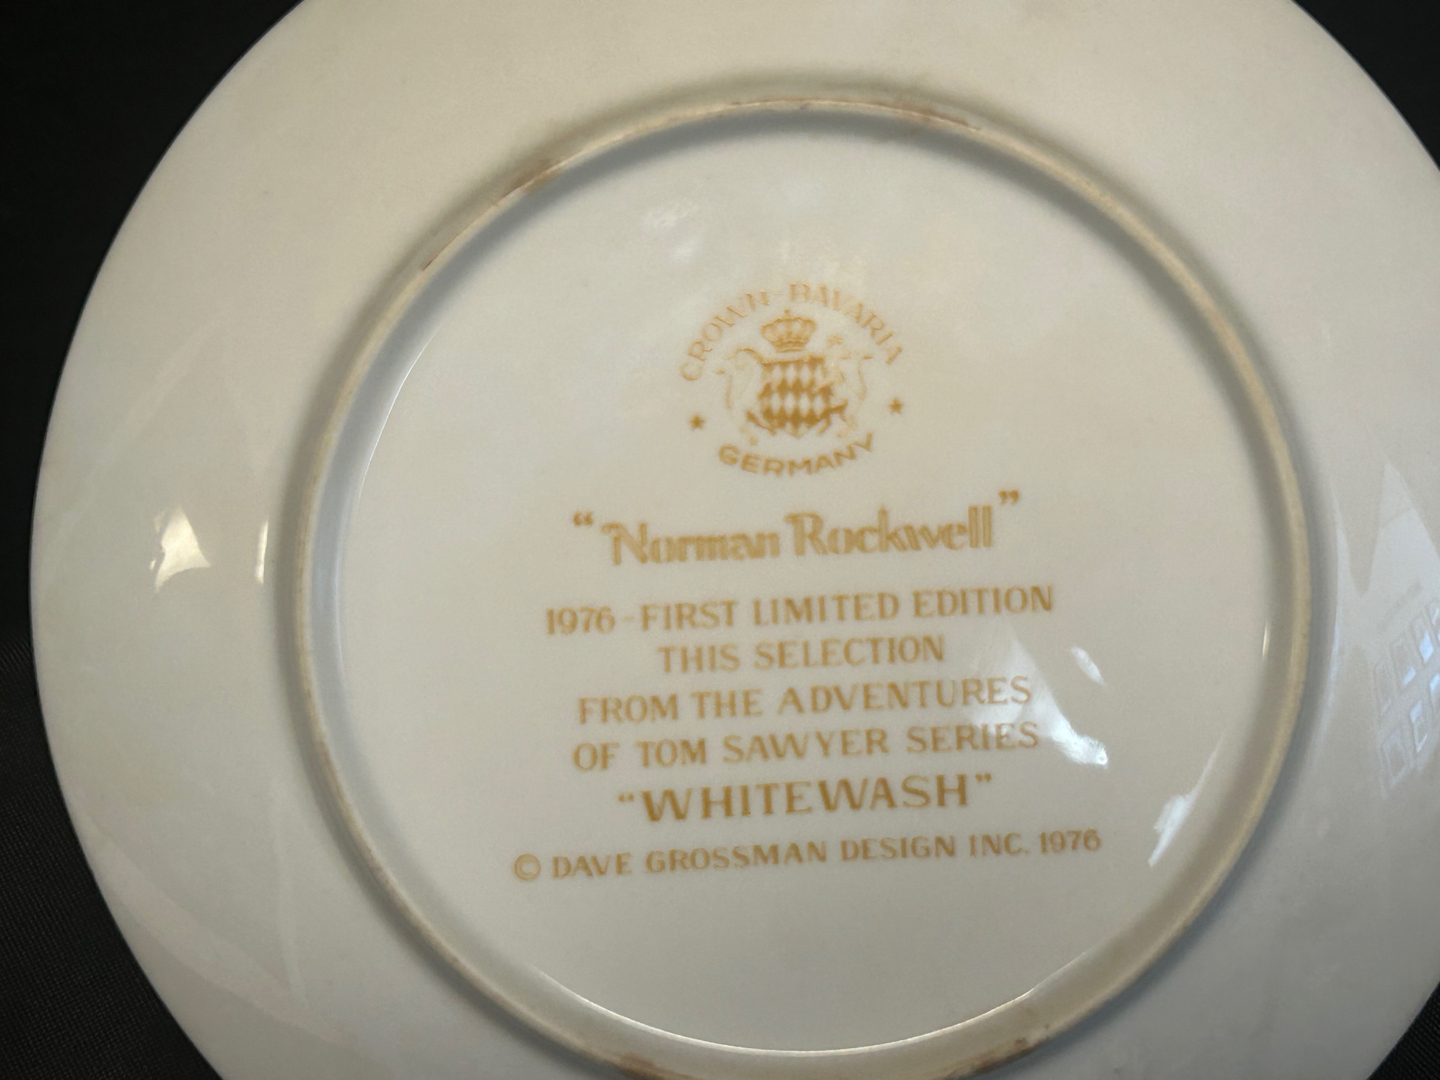 CROWN-BAVARIA
GERMANY
“Norman Rockwell”
1976-FIRST LIMITED EDITION
THIS SELECTION
FROM THE ADVENTURES
OF TOM SAWYER SERIES
“WHITEWASH”
© DAVE GROSSMAN DESIGN INC. 1976